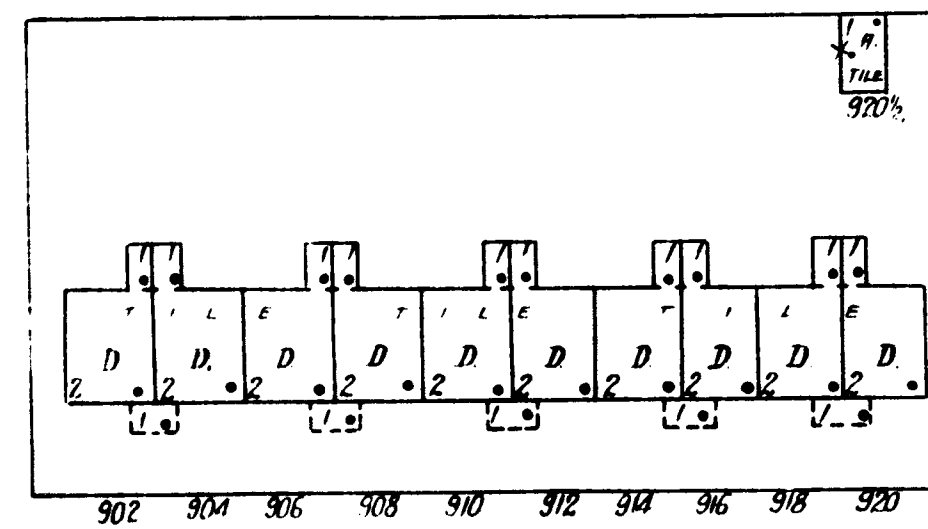 1
A.
TILE
920½.
1 1 1 1 1 1 1 1 1 1
T I L E T I L E T I L E
D. D. D. D D. D. D. D. D. D.
2 2 2 2 2 2 2 2 2 2
1 1 1 1 1
902 904 906 908 910 912 914 916 918 920